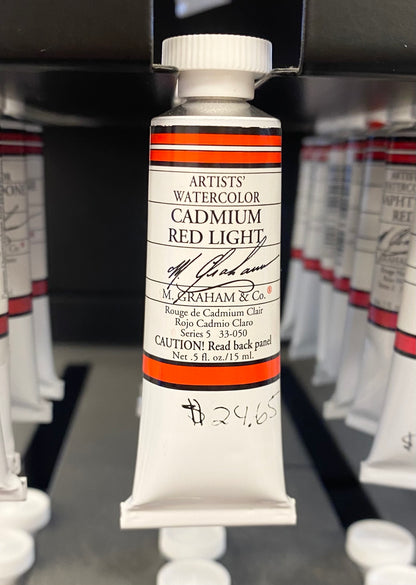 ARTISTS'
WATERCOLOR
CADMIUM
RED LIGHT
M. Graham
M. GRAHAM & Co.®
Rouge de Cadmium Clair
Rojo Cadmio Claro
Series 5 33-050
CAUTION! Read back panel
Net .5 fl. oz./15 ml.
$24.65